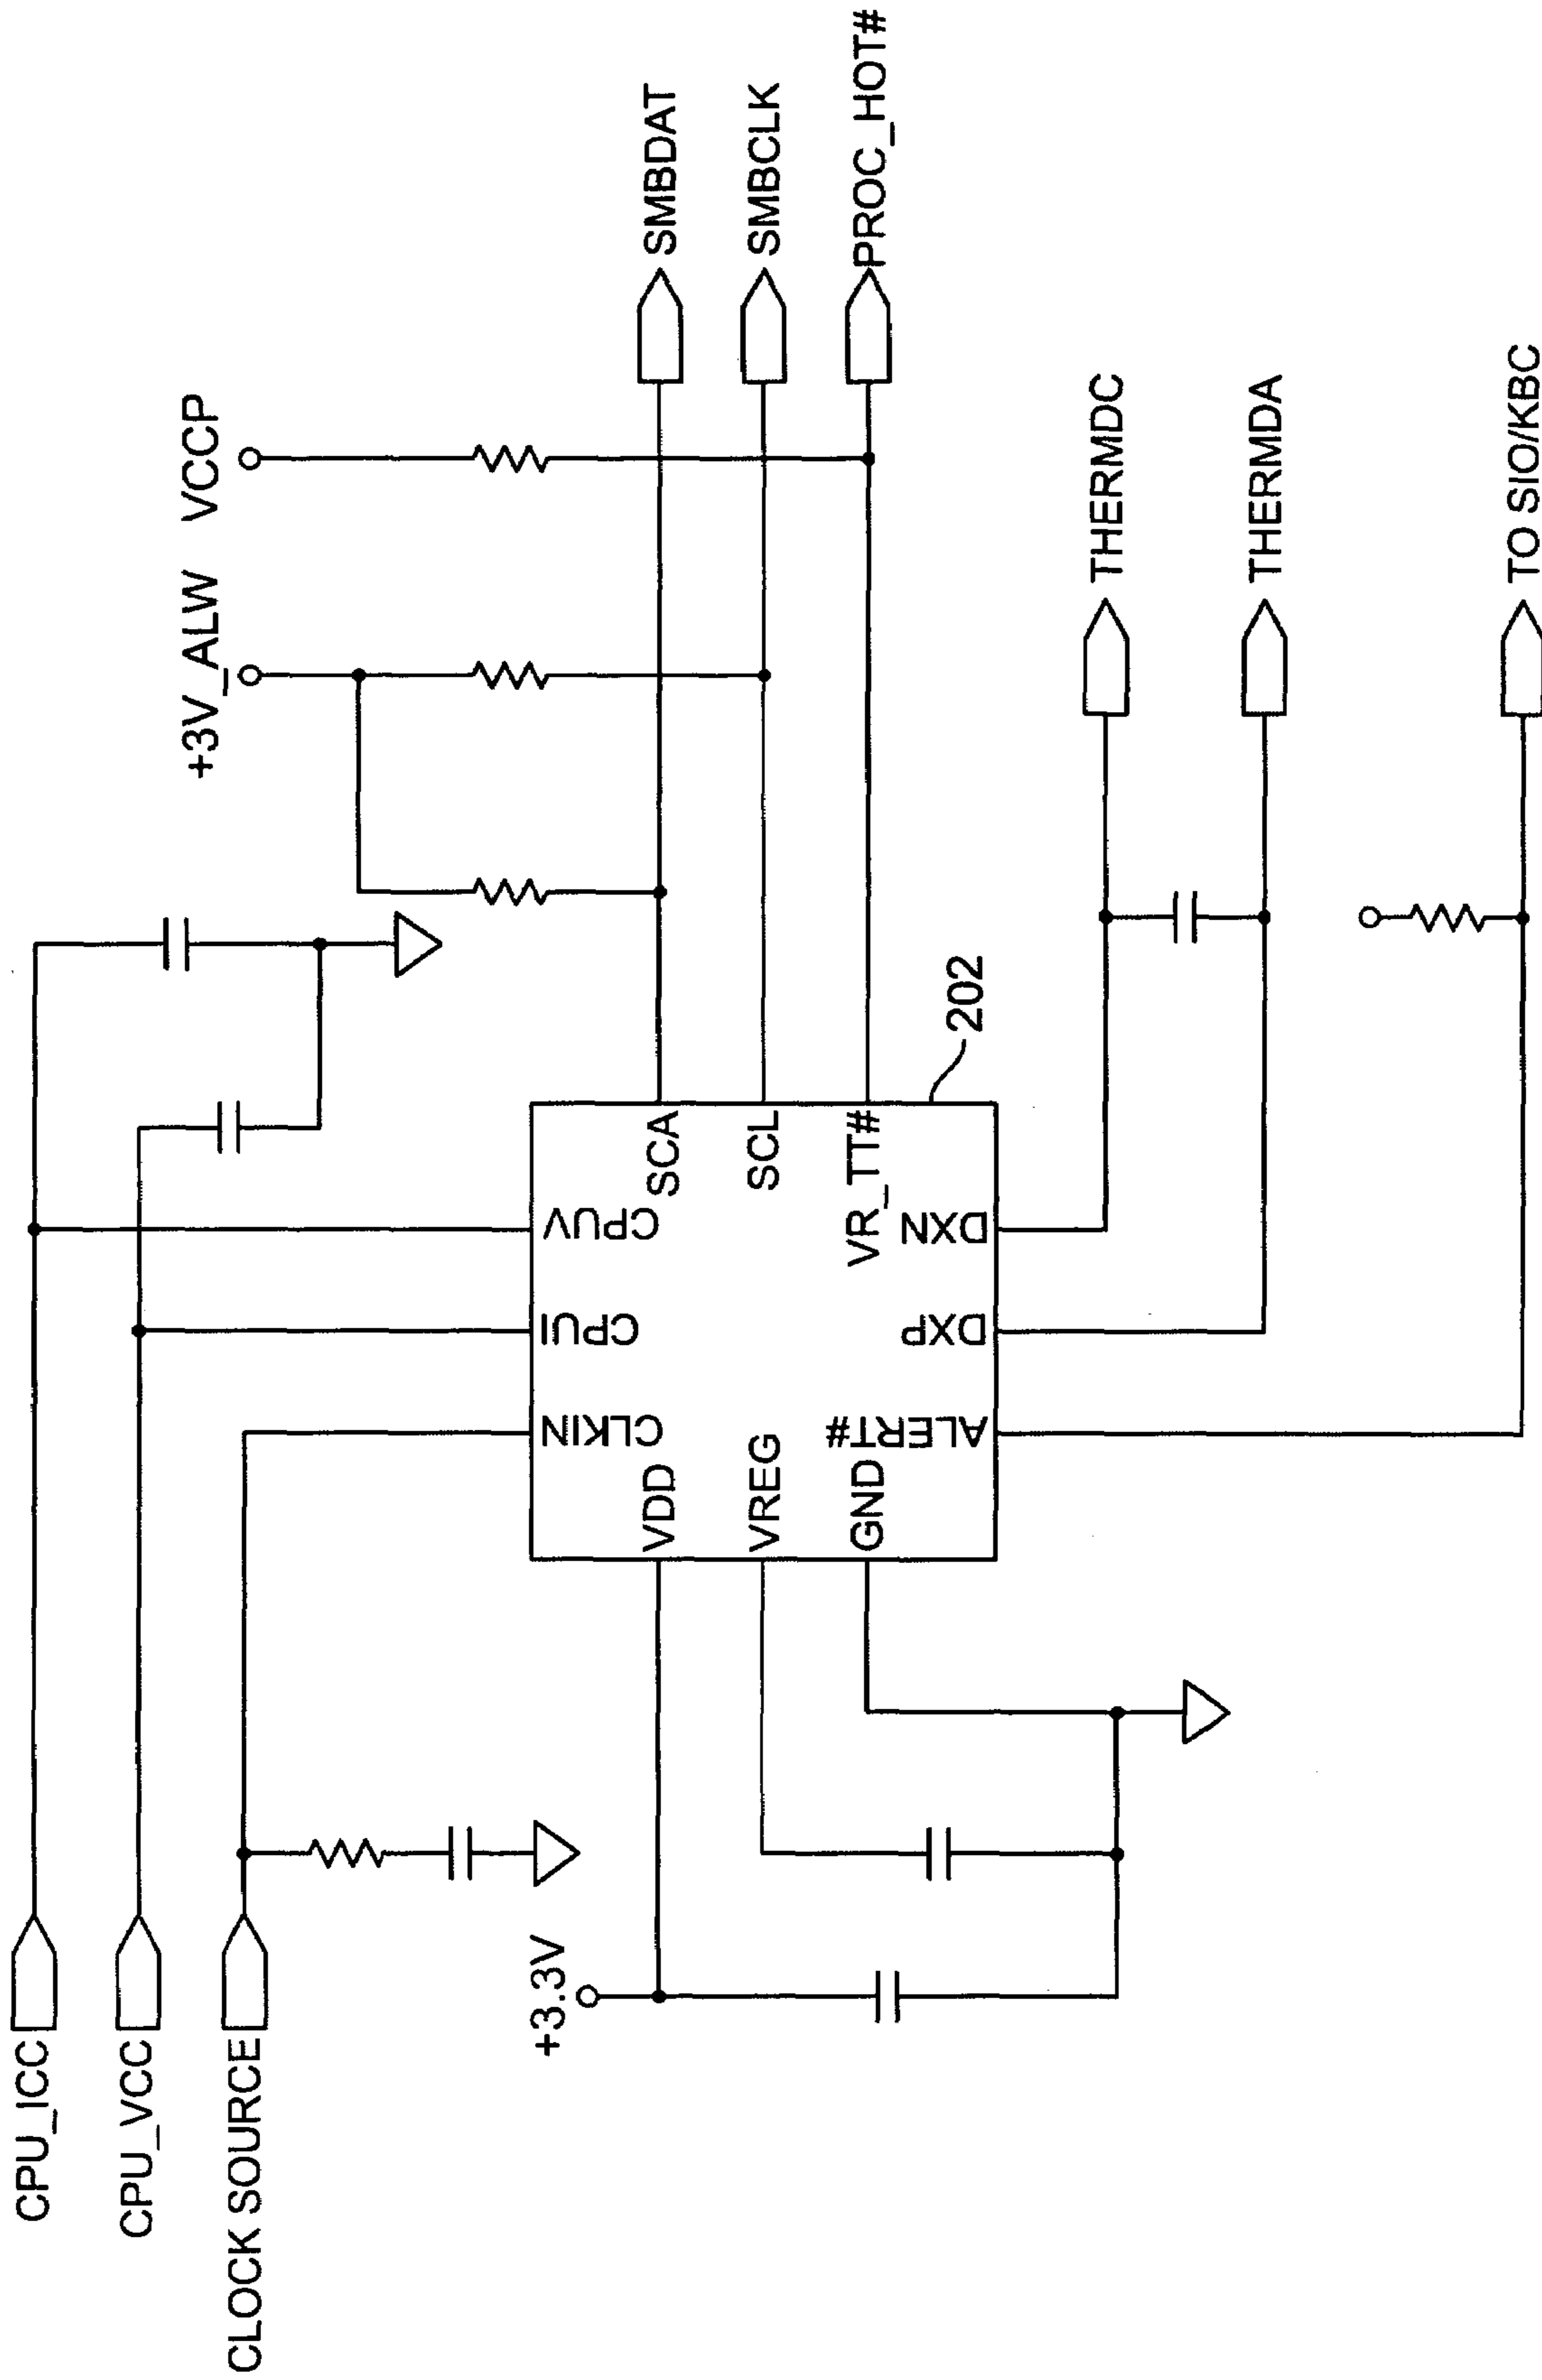 CPU_ICC
CPU_VCC
CLOCK SOURCE
+3.3V
+3V_ALW
VCCP
CLKIN
CPUI
CPUV
VDD
VREG
GND
SCA
SCL
VR_TT#
ALERT#
DXP
DXN
202
SMBDAT
SMBCLK
PROC_HOT#
THERMDC
THERMDA
TO SIO/KBC